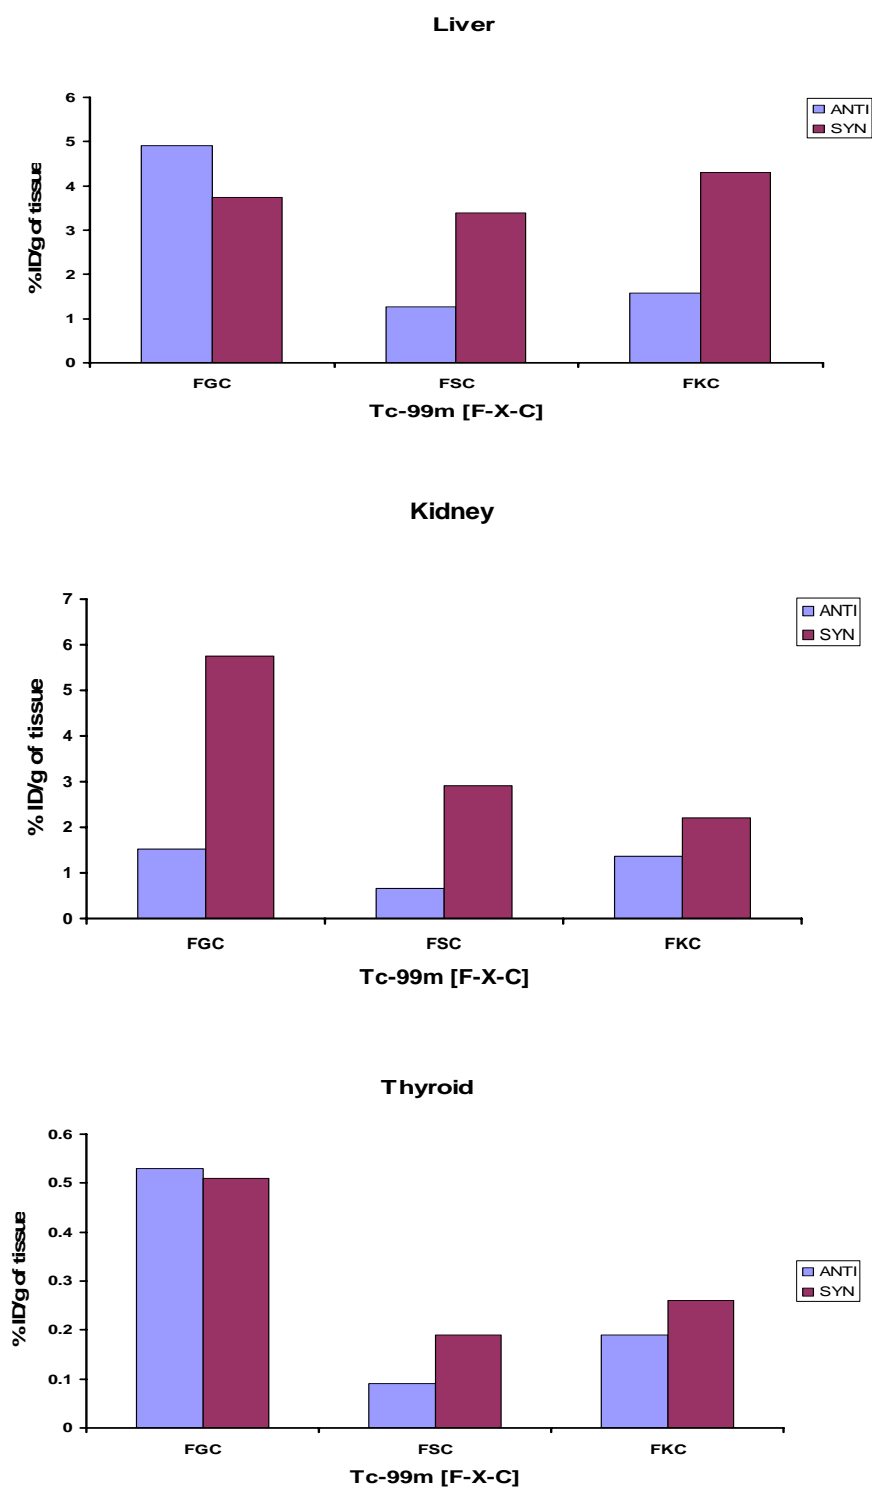 Liver
6
5
4
3
2
1
0
%ID/g of tissue
ANTI
SYN
FGC FSC FKC
Tc-99m [F-X-C]
Kidney
7
6
5
4
3
2
1
0
% ID/g of tissue
ANTI
SYN
FGC FSC FKC
Tc-99m [F-X-C]
Thyroid
0.6
0.5
0.4
0.3
0.2
0.1
0
%ID/g of tissue
ANTI
SYN
FGC FSC FKC
Tc-99m [F-X-C]